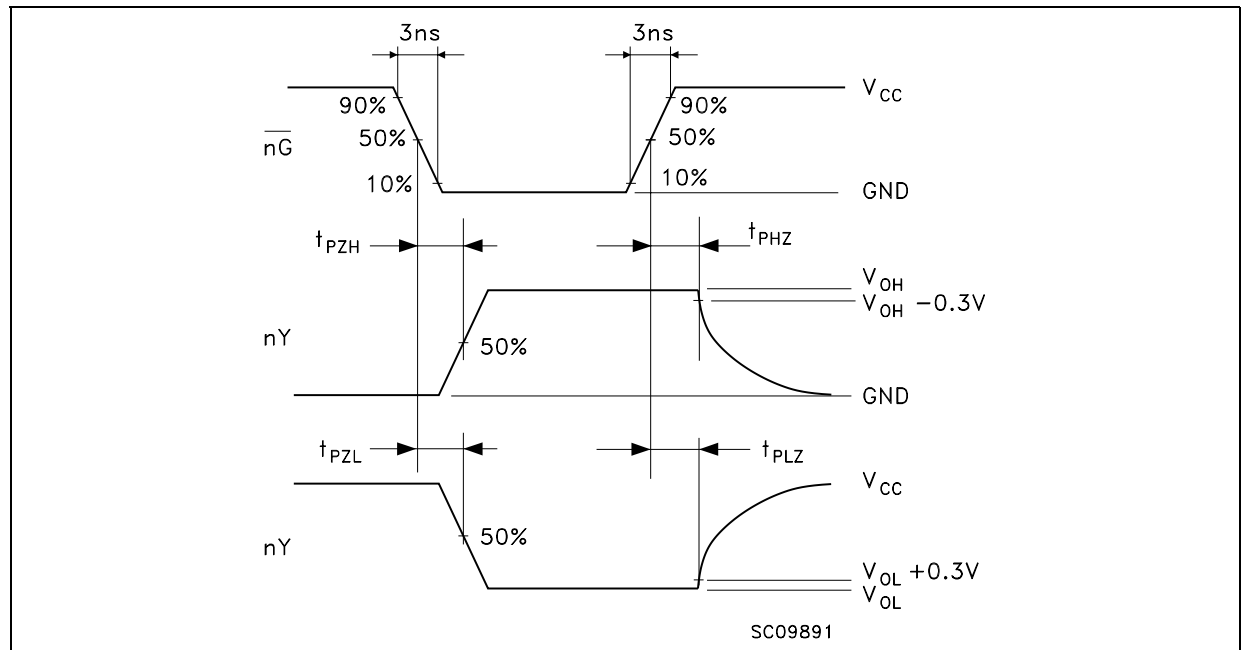 3ns 3ns
90% 90% V_CC
50% 50%
n̅G̅
10% 10%
GND
t_PZH t_PHZ
V_OH
V_OH −0.3V
nY 50%
GND
t_PZL t_PLZ
V_CC
50%
nY
V_OL +0.3V
V_OL
SC09891